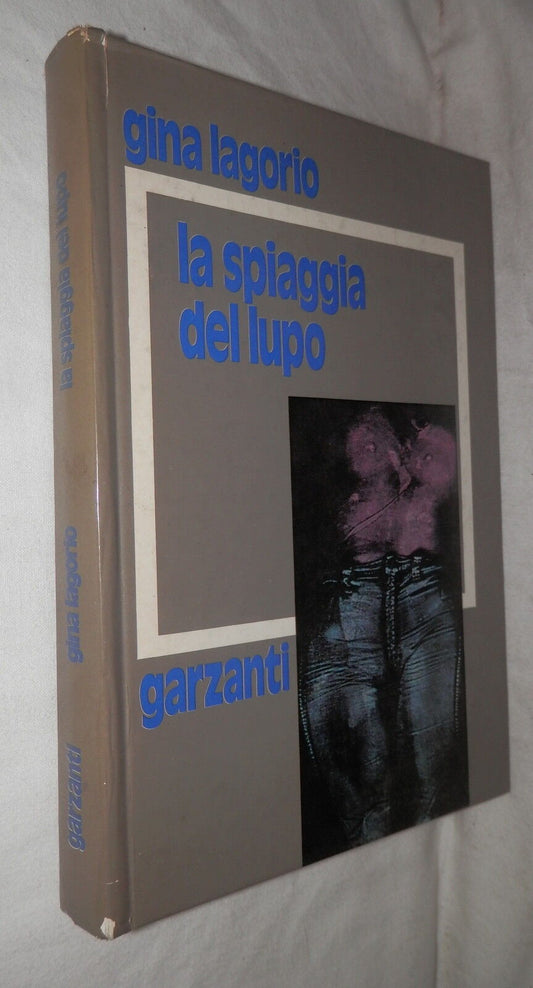 gina lagorio
la spiaggia
del lupo
garzanti
la spiaggia del lupo
gina lagorio
garzanti